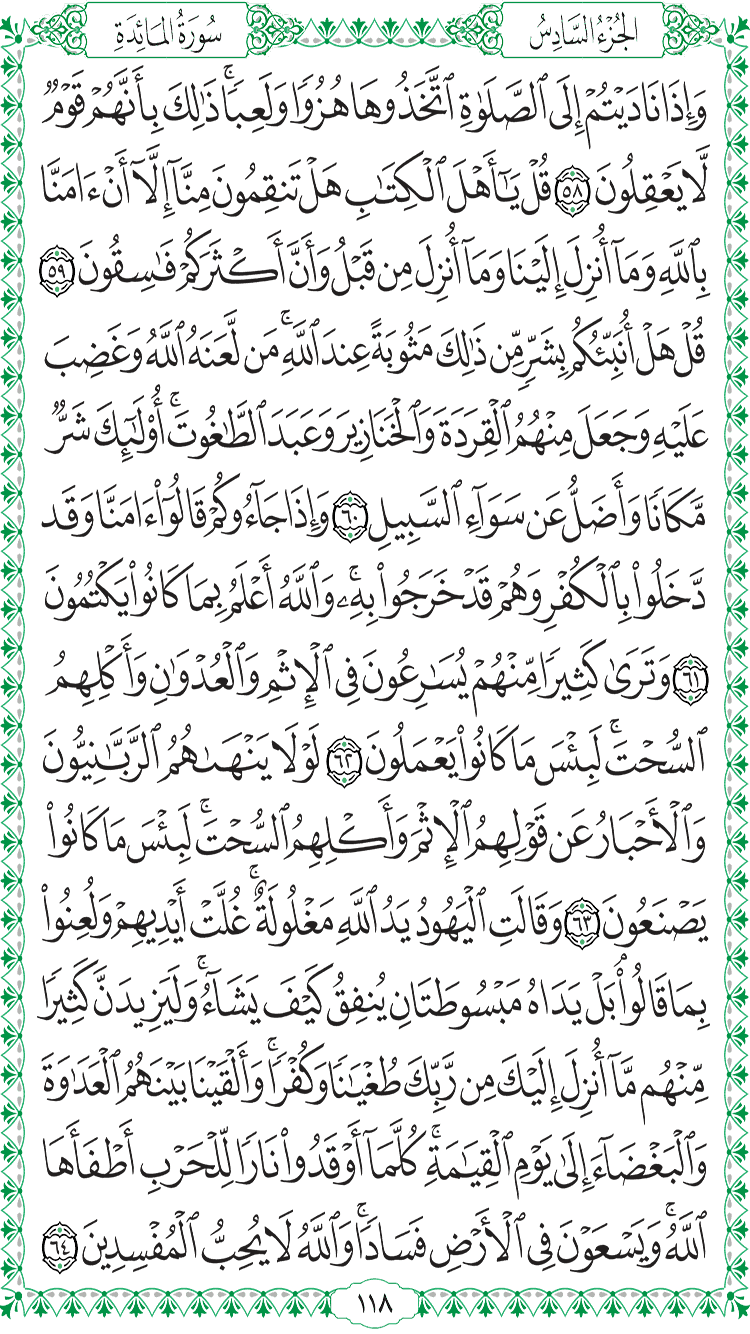 الجُزْءُ السَّادِسُ
سُورَةُ المَائِدَةِ
وَإِذَا نَادَيْتُمْ إِلَى ٱلصَّلَوٰةِ ٱتَّخَذُوهَا هُزُوًا وَلَعِبًاۚ ذَٰلِكَ بِأَنَّهُمْ قَوْمٌ
لَّا يَعْقِلُونَ ٥٨ قُلْ يَـٰٓأَهْلَ ٱلْكِتَـٰبِ هَلْ تَنقِمُونَ مِنَّآ إِلَّآ أَنْ ءَامَنَّا
بِٱللَّهِ وَمَآ أُنزِلَ إِلَيْنَا وَمَآ أُنزِلَ مِن قَبْلُ وَأَنَّ أَكْثَرَكُمْ فَـٰسِقُونَ ٥٩
قُلْ هَلْ أُنَبِّئُكُم بِشَرٍّ مِّن ذَٰلِكَ مَثُوبَةً عِندَ ٱللَّهِۚ مَن لَّعَنَهُ ٱللَّهُ وَغَضِبَ
عَلَيْهِ وَجَعَلَ مِنْهُمُ ٱلْقِرَدَةَ وَٱلْخَنَازِيرَ وَعَبَدَ ٱلطَّـٰغُوتَۚ أُو۟لَـٰٓئِكَ شَرٌّ
مَّكَانًا وَأَضَلُّ عَن سَوَآءِ ٱلسَّبِيلِ ٦٠ وَإِذَا جَآءُوكُمْ قَالُوٓا۟ ءَامَنَّا وَقَد
دَّخَلُوا۟ بِٱلْكُفْرِ وَهُمْ قَدْ خَرَجُوا۟ بِهِۦۚ وَٱللَّهُ أَعْلَمُ بِمَا كَانُوا۟ يَكْتُمُونَ
٦١ وَتَرَىٰ كَثِيرًا مِّنْهُمْ يُسَـٰرِعُونَ فِى ٱلْإِثْمِ وَٱلْعُدْوَٰنِ وَأَكْلِهِمُ
ٱلسُّحْتَۚ لَبِئْسَ مَا كَانُوا۟ يَعْمَلُونَ ٦٢ لَوْلَا يَنْهَىٰهُمُ ٱلرَّبَّـٰنِيُّونَ
وَٱلْأَحْبَارُ عَن قَوْلِهِمُ ٱلْإِثْمَ وَأَكْلِهِمُ ٱلسُّحْتَۚ لَبِئْسَ مَا كَانُوا۟
يَصْنَعُونَ ٦٣ وَقَالَتِ ٱلْيَهُودُ يَدُ ٱللَّهِ مَغْلُولَةٌۚ غُلَّتْ أَيْدِيهِمْ وَلُعِنُوا۟
بِمَا قَالُوا۟ۘ بَلْ يَدَاهُ مَبْسُوطَتَانِ يُنفِقُ كَيْفَ يَشَآءُۚ وَلَيَزِيدَنَّ كَثِيرًا
مِّنْهُم مَّآ أُنزِلَ إِلَيْكَ مِن رَّبِّكَ طُغْيَـٰنًا وَكُفْرًاۚ وَأَلْقَيْنَا بَيْنَهُمُ ٱلْعَدَٰوَةَ
وَٱلْبَغْضَآءَ إِلَىٰ يَوْمِ ٱلْقِيَـٰمَةِۚ كُلَّمَآ أَوْقَدُوا۟ نَارًا لِّلْحَرْبِ أَطْفَأَهَا
ٱللَّهُۚ وَيَسْعَوْنَ فِى ٱلْأَرْضِ فَسَادًاۚ وَٱللَّهُ لَا يُحِبُّ ٱلْمُفْسِدِينَ ٦٤
١١٨